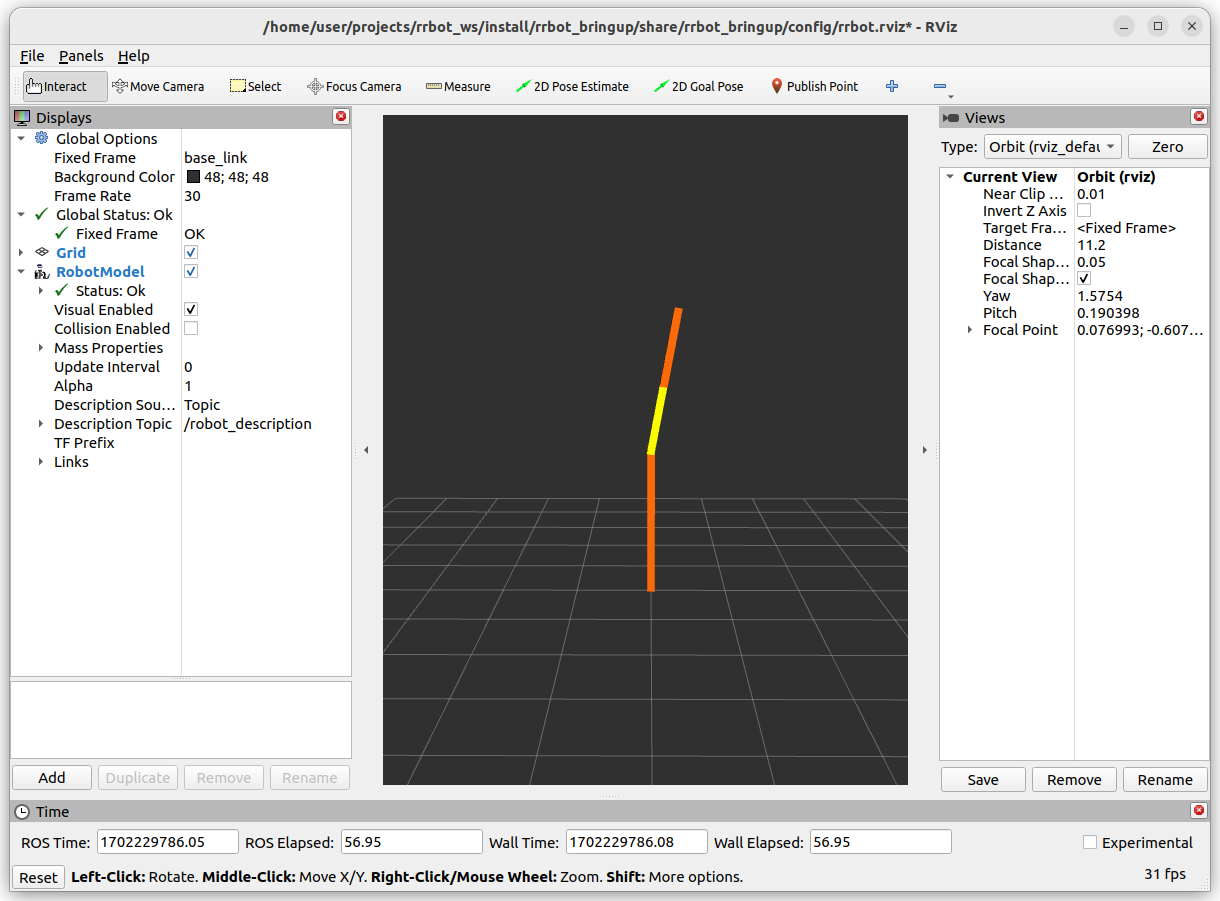 /home/user/projects/rrbot_ws/install/rrbot_bringup/share/rrbot_bringup/config/rrbot.rviz* - RViz
File Panels Help
Interact Move Camera Select Focus Camera Measure 2D Pose Estimate 2D Goal Pose Publish Point
Displays
Global Options
Fixed Frame base_link
Background Color 48; 48; 48
Frame Rate 30
Global Status: Ok
Fixed Frame OK
Grid
RobotModel
Status: Ok
Visual Enabled
Collision Enabled
Mass Properties
Update Interval 0
Alpha 1
Description Sou... Topic
Description Topic /robot_description
TF Prefix
Links
Add Duplicate Remove Rename
Views
Type: Orbit (rviz_defau Zero
Current View Orbit (rviz)
Near Clip ... 0.01
Invert Z Axis
Target Fra... <Fixed Frame>
Distance 11.2
Focal Shap... 0.05
Focal Shap...
Yaw 1.5754
Pitch 0.190398
Focal Point 0.076993; -0.607...
Save Remove Rename
Time
ROS Time: 1702229786.05 ROS Elapsed: 56.95 Wall Time: 1702229786.08 Wall Elapsed: 56.95 Experimental
Reset Left-Click: Rotate. Middle-Click: Move X/Y. Right-Click/Mouse Wheel: Zoom. Shift: More options. 31 fps